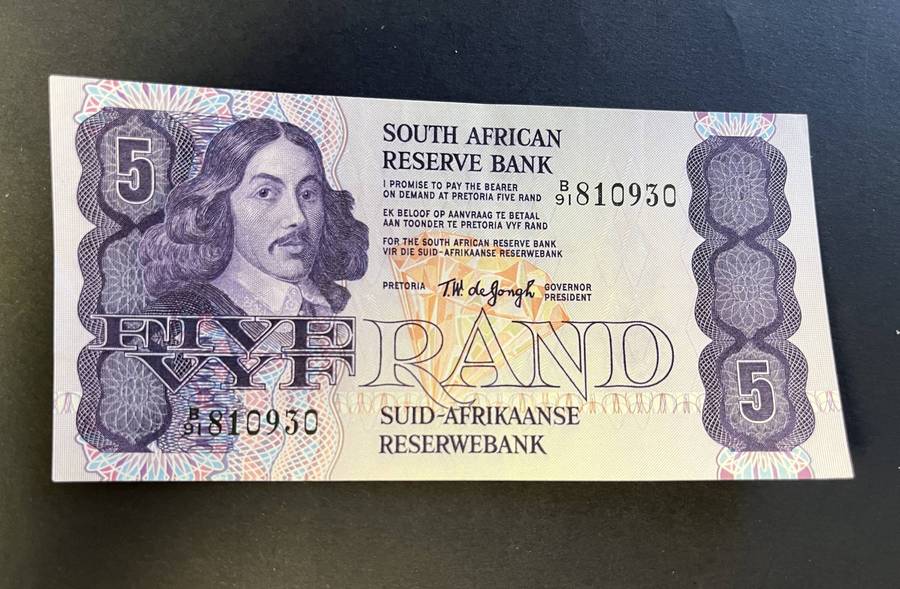 5
SOUTH AFRICAN
RESERVE BANK
I PROMISE TO PAY THE BEARER
ON DEMAND AT PRETORIA FIVE RAND
B
91 810930
EK BELOOF OP AANVRAAG TE BETAAL
AAN TOONDER TE PRETORIA VYF RAND
FOR THE SOUTH AFRICAN RESERVE BANK
VIR DIE SUID-AFRIKAANSE RESERWEBANK
PRETORIA T.W. de Jongh GOVERNOR
PRESIDENT
FIVE RAND
VYF
5
B
91 810930
SUID-AFRIKAANSE
RESERWEBANK